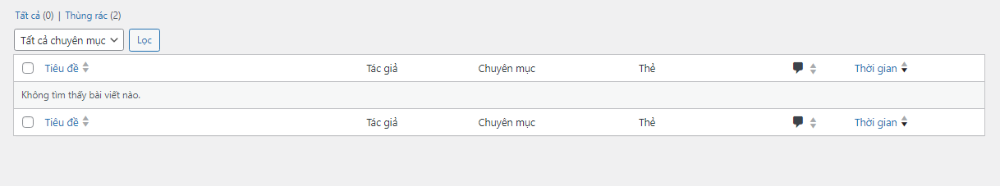 Tất cả (0) | Thùng rác (2)
Tất cả chuyên mục Lọc
Tiêu đề Tác giả Chuyên mục Thẻ Thời gian
Không tìm thấy bài viết nào.
Tiêu đề Tác giả Chuyên mục Thẻ Thời gian